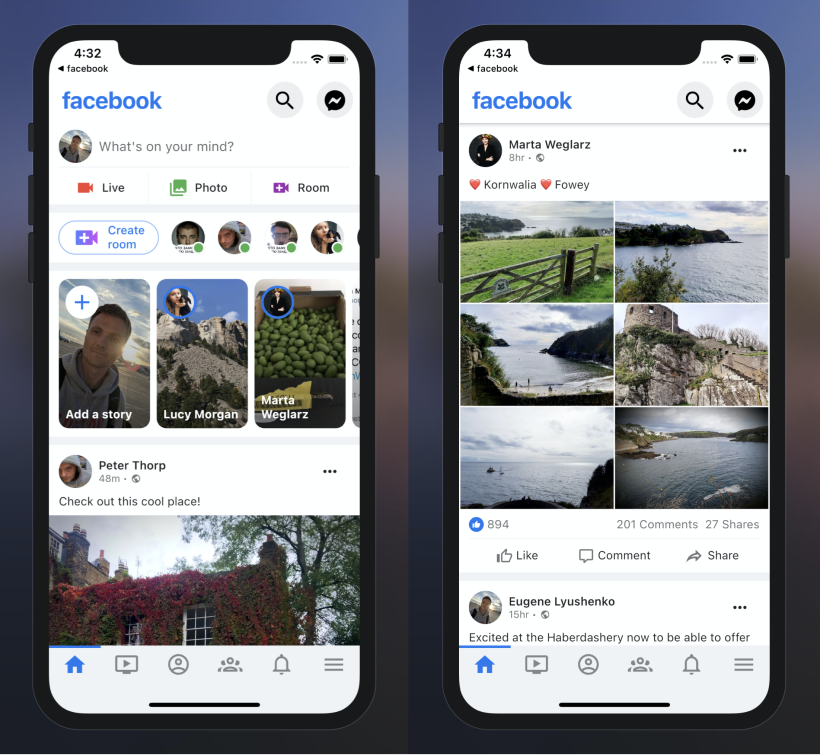 4:32
◀ facebook
facebook
What's on your mind?
Live Photo Room
Create
room
Add a story
Lucy Morgan
Marta
Weglarz
Peter Thorp
48m •
Check out this cool place!
4:34
◀ facebook
facebook
Marta Weglarz
8hr •
❤️ Kornwalia ❤️ Fowey
894 201 Comments 27 Shares
Like Comment Share
Eugene Lyushenko
15hr •
Excited at the Haberdashery now to be able to offer